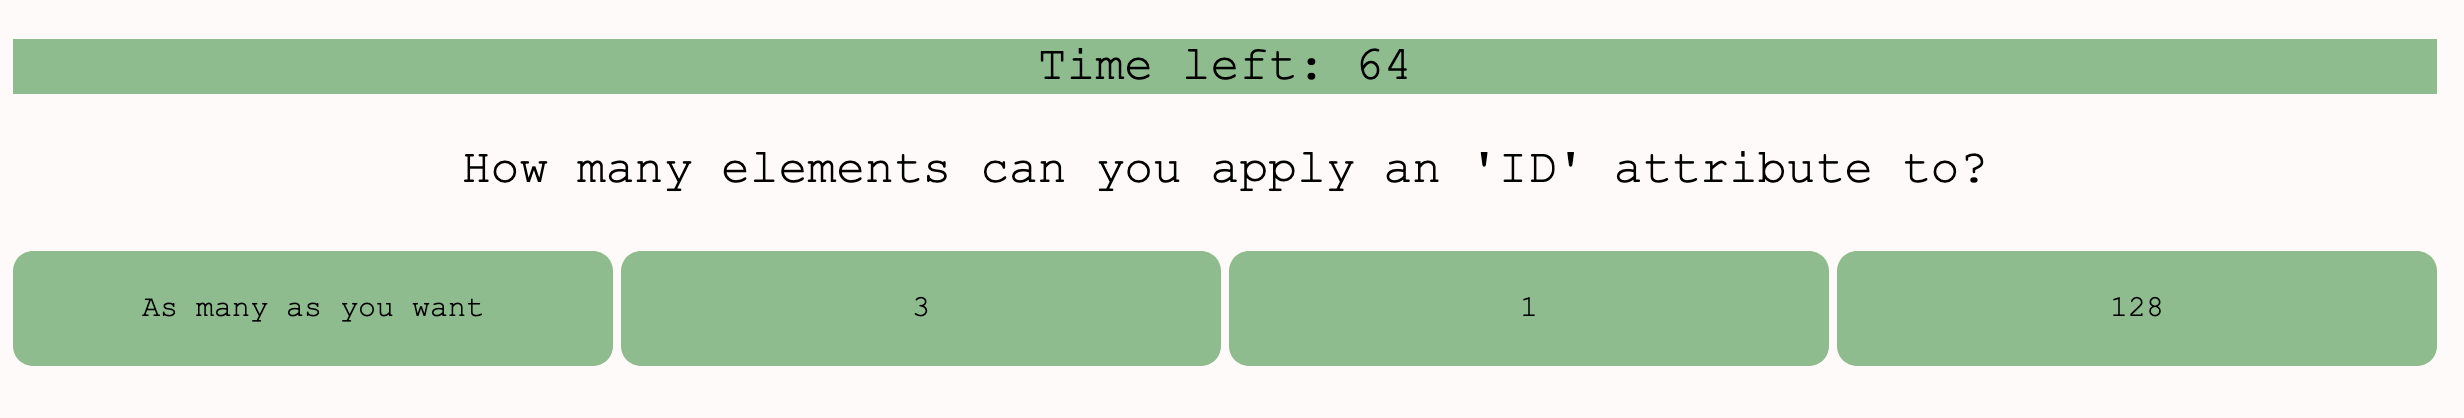 Time left: 64
How many elements can you apply an 'ID' attribute to?
As many as you want
3
1
128